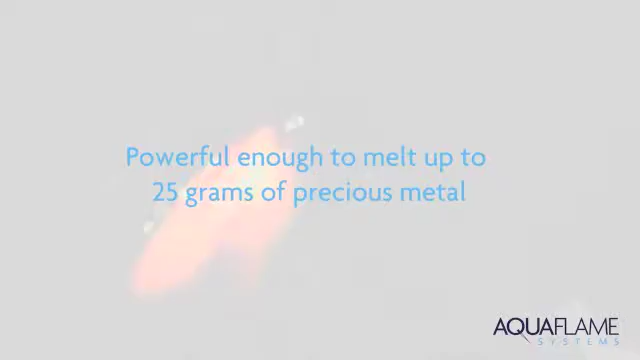 Powerful enough to melt up to
25 grams of precious metal
AQUAFLAME
SYSTEMS